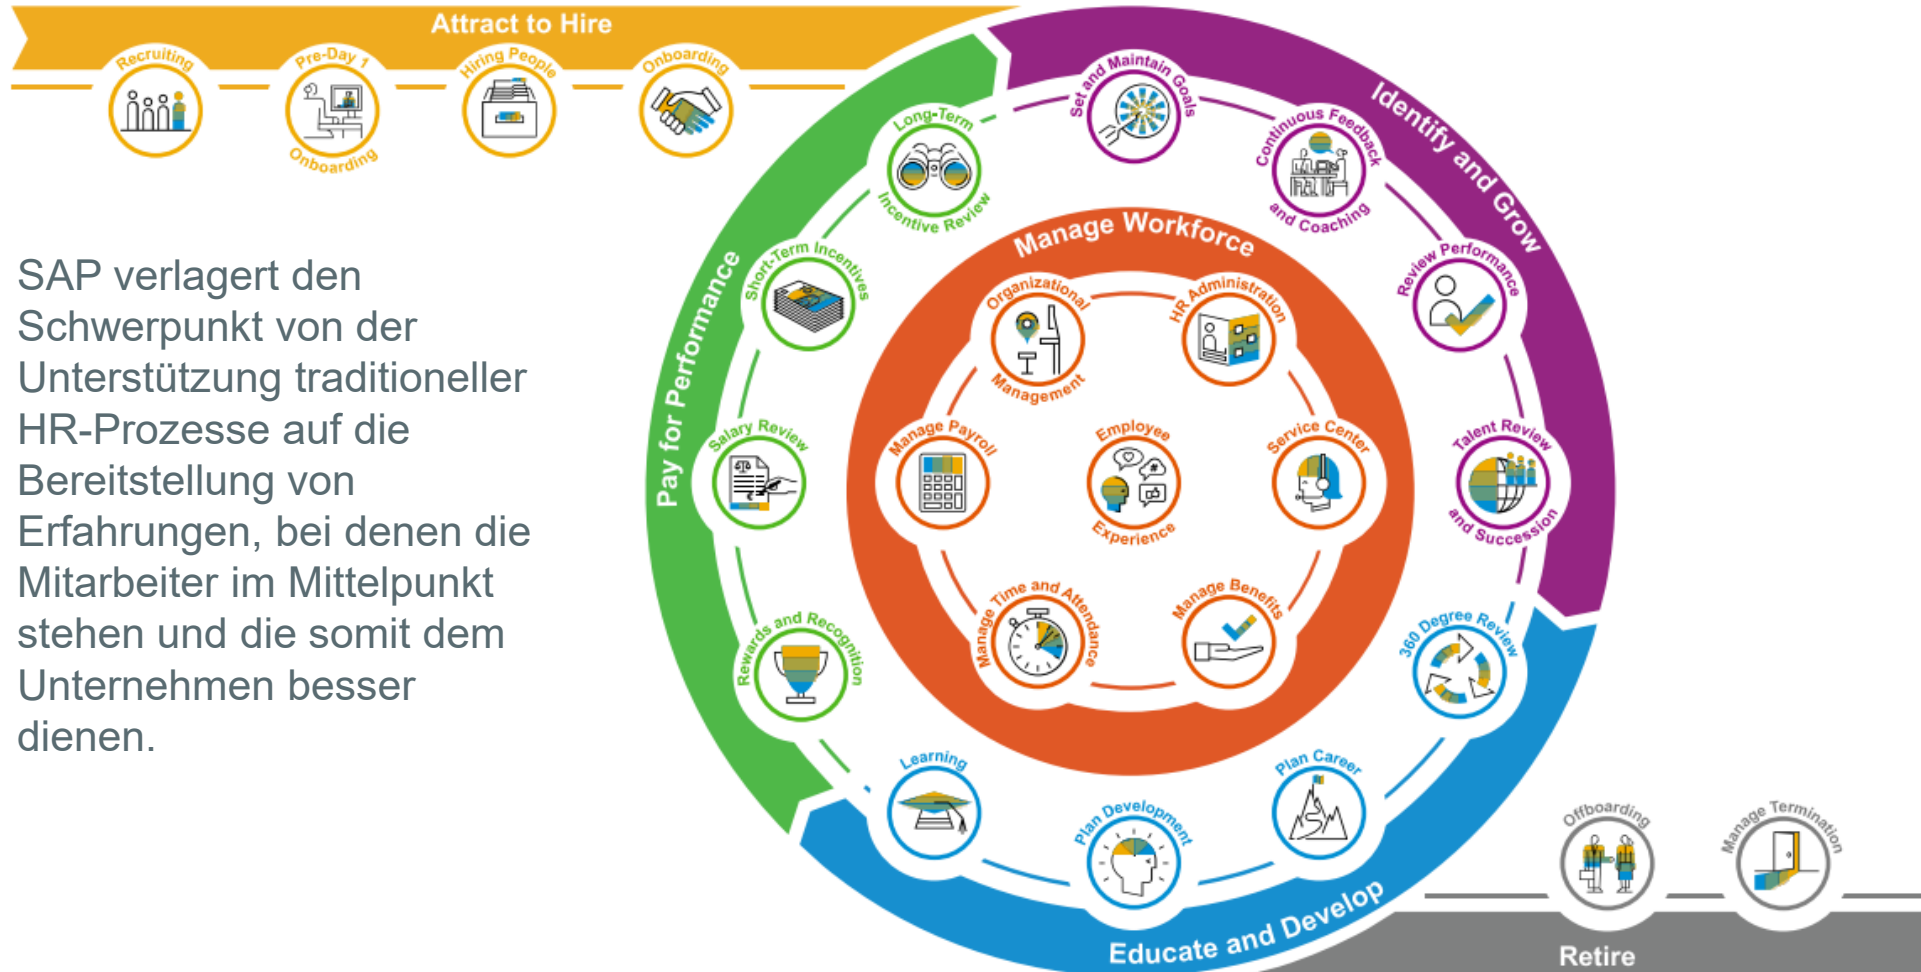 Attract to Hire
Recruiting
Pre-Day 1
Onboarding
Hiring People
Onboarding
SAP verlagert den
Schwerpunkt von der
Unterstützung traditioneller
HR-Prozesse auf die
Bereitstellung von
Erfahrungen, bei denen die
Mitarbeiter im Mittelpunkt
stehen und die somit dem
Unternehmen besser
dienen.
Pay for Performance
Long-Term
Incentive Review
Short-Term Incentives
Salary Review
Rewards and Recognition
Identify and Grow
Set and Maintain Goals
Continuous Feedback
and Coaching
Review Performance
Talent Review
and Succession
Manage Workforce
Organizational
Management
HR Administration
Manage Payroll
Employee
Experience
Service Center
Manage Time and Attendance
Manage Benefits
360 Degree Review
Learning
Plan Development
Plan Career
Educate and Develop
Offboarding
Manage Termination
Retire